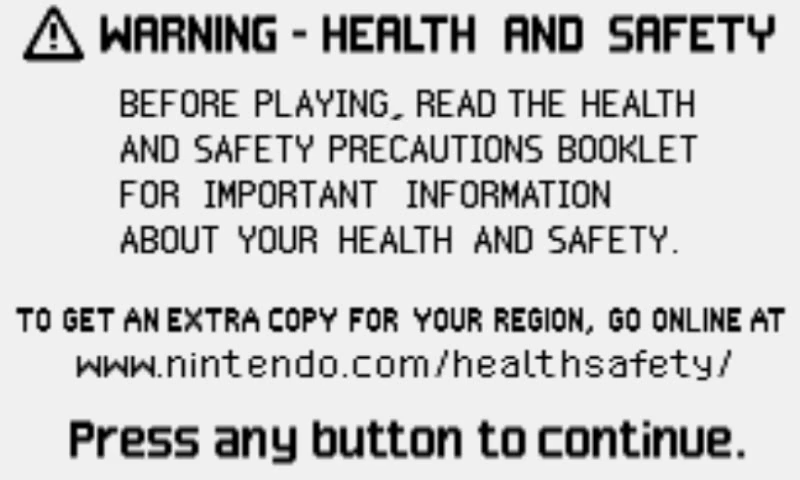 WARNING - HEALTH AND SAFETY
BEFORE PLAYING, READ THE HEALTH
AND SAFETY PRECAUTIONS BOOKLET
FOR IMPORTANT INFORMATION
ABOUT YOUR HEALTH AND SAFETY.
TO GET AN EXTRA COPY FOR YOUR REGION, GO ONLINE AT
www.nintendo.com/healthsafety/
Press any button to continue.